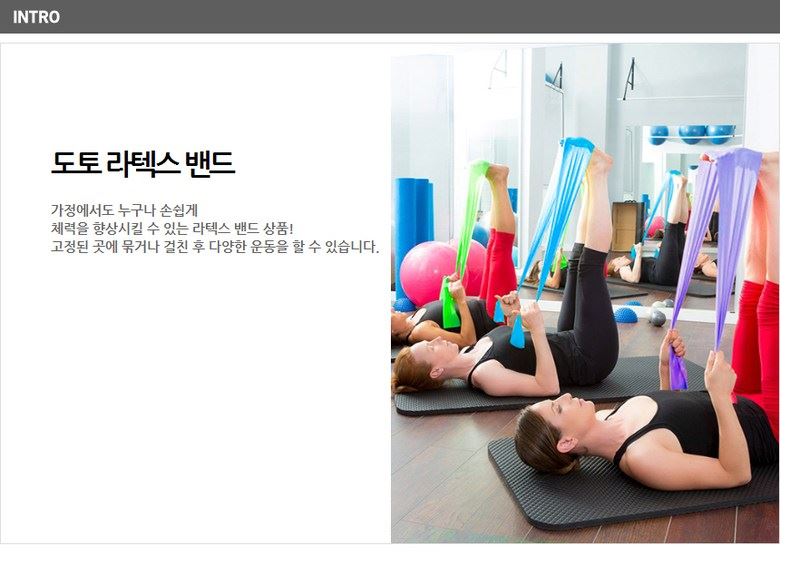 INTRO
도토 라텍스 밴드
가정에서도 누구나 손쉽게
체력을 향상시킬 수 있는 라텍스 밴드 상품!
고정된 곳에 묶거나 걸친 후 다양한 운동을 할 수 있습니다.